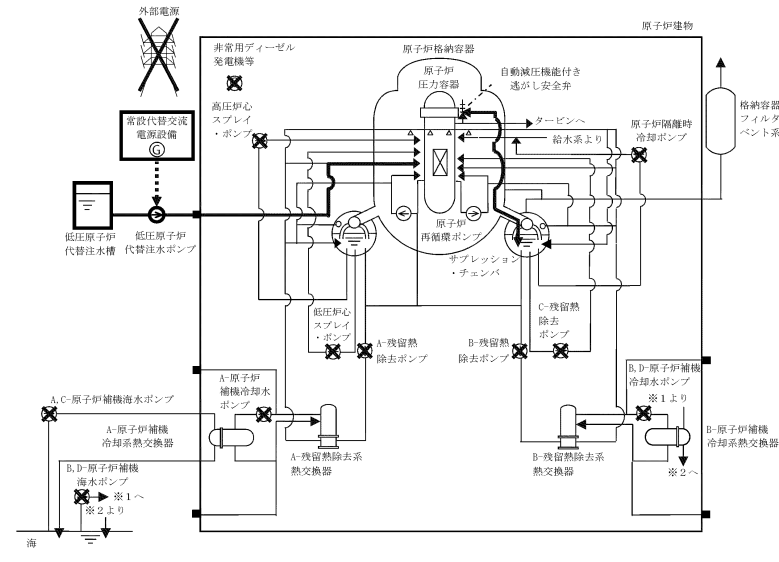 外部電源
原子炉建物
非常用ディーゼル
発電機等
原子炉格納容器
原子炉
圧力容器
自動減圧機能付き
逃がし安全弁
常設代替交流
電源設備
G
高圧炉心
スプレイ
・ポンプ
タービンへ
給水系より
原子炉隔離時
冷却ポンプ
格納容器
フィルタ
ベント系
低圧原子炉
代替注水槽
低圧原子炉
代替注水ポンプ
原子炉
再循環ポンプ
サプレッション
・チェンバ
低圧炉心
スプレイ
・ポンプ
A-残留熱
除去ポンプ
B-残留熱
除去ポンプ
C-残留熱
除去
ポンプ
A-原子炉
補機冷却水
ポンプ
B,D-原子炉補機
冷却水ポンプ
※1より
A,C-原子炉補機海水ポンプ
A-原子炉補機
冷却系熱交換器
B-原子炉補機
冷却系熱交換器
A-残留熱除去系
熱交換器
B-残留熱除去系
熱交換器
※2へ
B,D-原子炉補機
海水ポンプ
※1へ
※2より
海